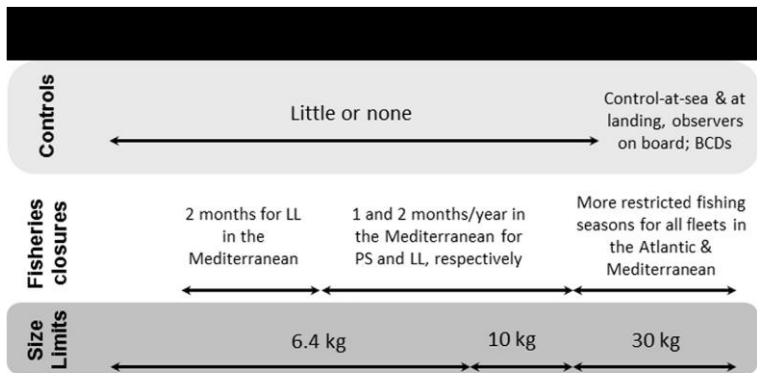 Controls
Little or none
Control-at-sea & at
landing, observers
on board; BCDs
Fisheries
closures
2 months for LL
in the
Mediterranean
1 and 2 months/year in
the Mediterranean for
PS and LL, respectively
More restricted fishing
seasons for all fleets in
the Atlantic &
Mediterranean
Size
Limits
6.4 kg
10 kg
30 kg